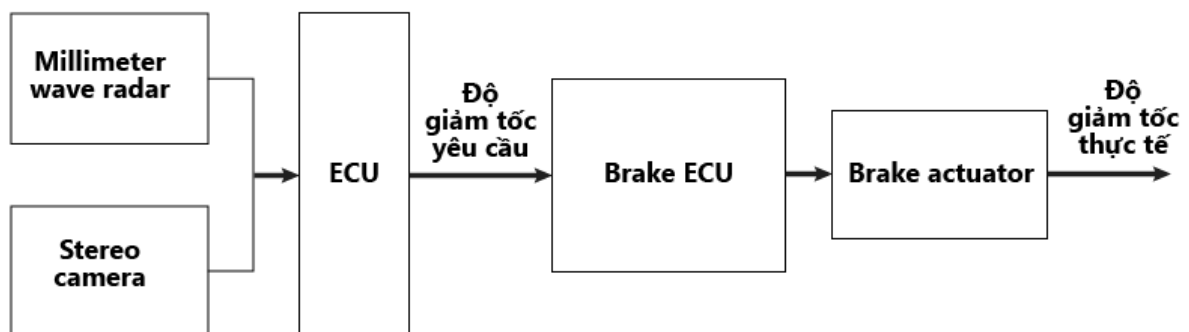 Millimeter
wave radar
Stereo
camera
ECU
Độ
giảm tốc
yêu cầu
Brake ECU
Brake actuator
Độ
giảm tốc
thực tế